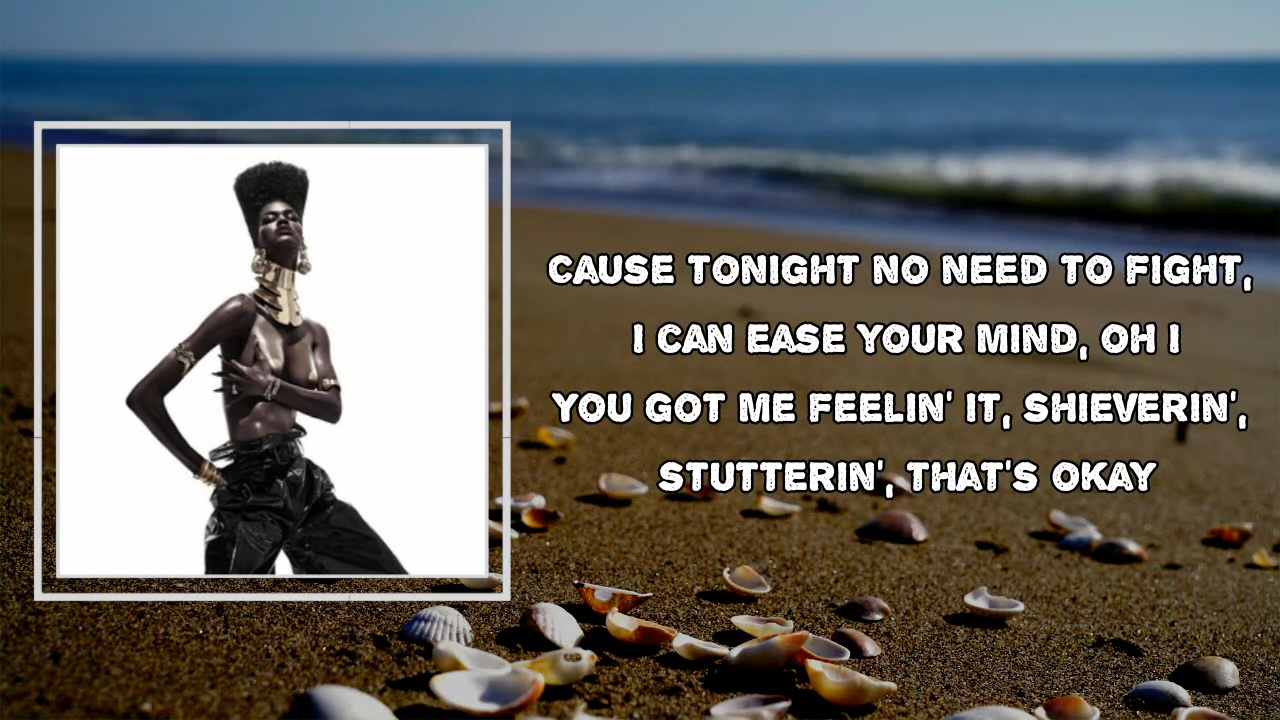 CAUSE TONIGHT NO NEED TO FIGHT,
I CAN EASE YOUR MIND, OH I
YOU GOT ME FEELIN' IT, SHIEVERIN',
STUTTERIN', THAT'S OKAY